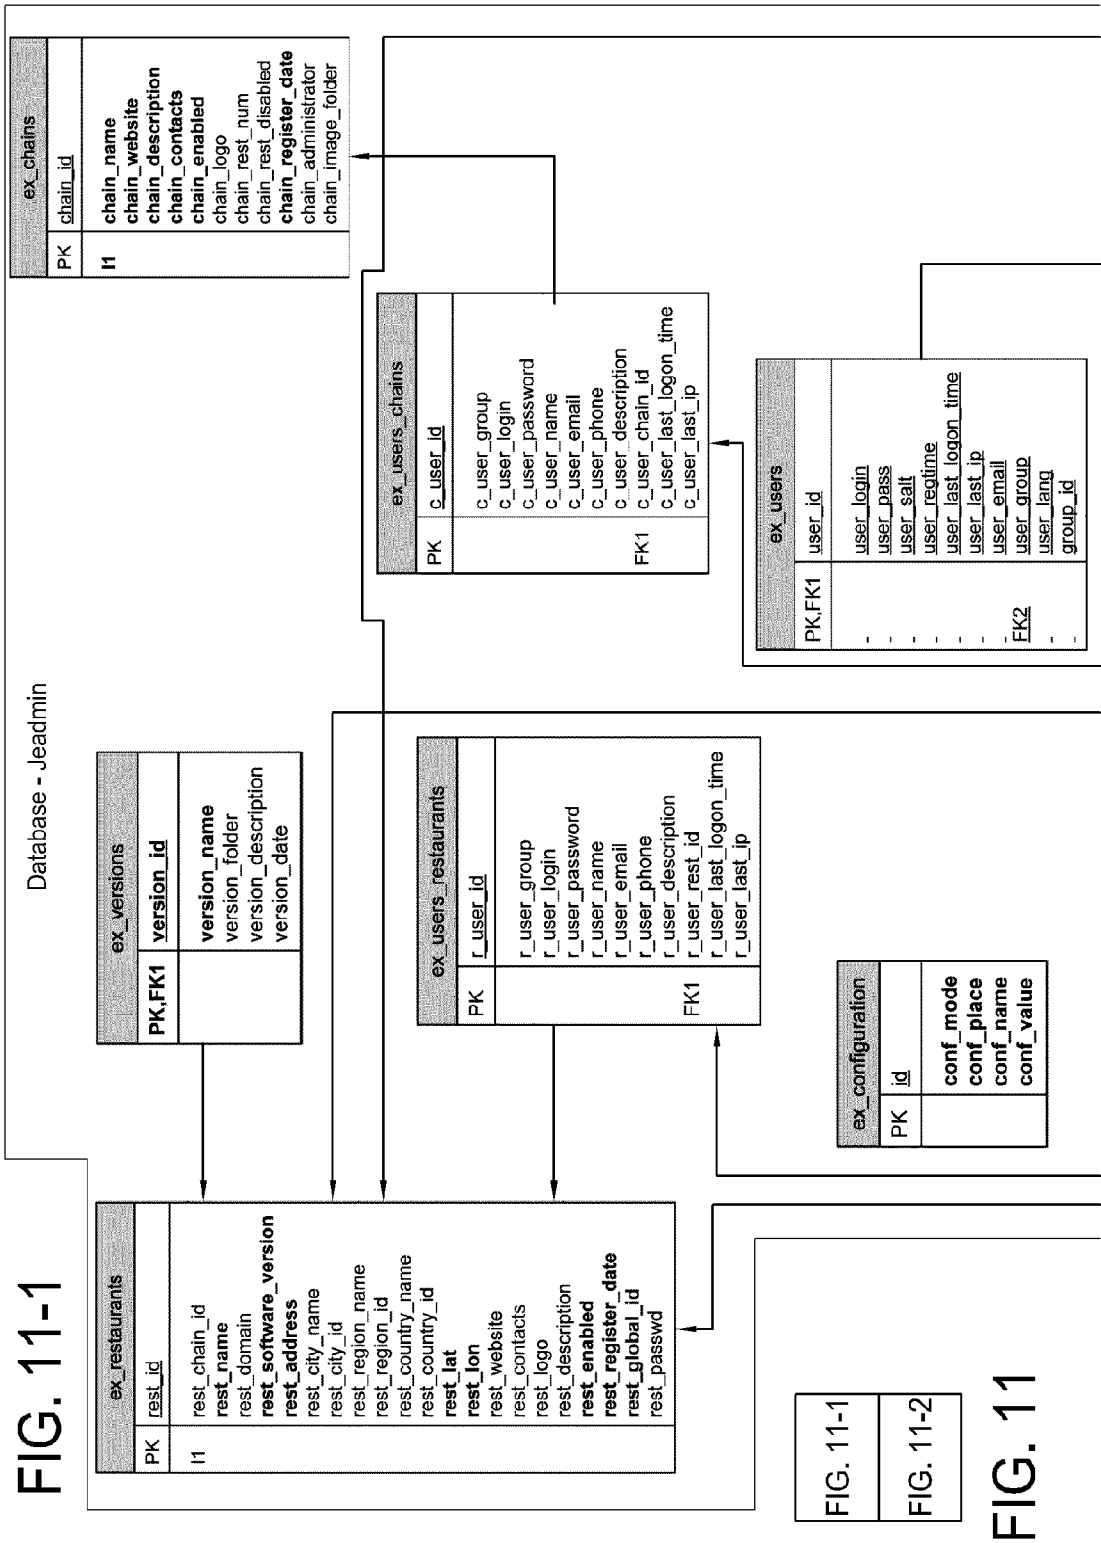 FIG. 11-1
Database - Jeadmin
ex_restaurants
PK rest_id
I1 rest_chain_id
rest_name
rest_domain
rest_software_version
rest_address
rest_city_name
rest_city_id
rest_region_name
rest_region_id
rest_country_name
rest_country_id
rest_lat
rest_lon
rest_website
rest_contacts
rest_logo
rest_description
rest_enabled
rest_register_date
rest_global_id
rest_passwd
ex_versions
PK,FK1 version_id
version_name
version_folder
version_description
version_date
ex_chains
PK chain_id
I1 chain_name
chain_website
chain_description
chain_contacts
chain_enabled
chain_logo
chain_rest_num
chain_rest_disabled
chain_register_date
chain_administrator
chain_image_folder
ex_users_restaurants
PK r_user_id
r_user_group
r_user_login
r_user_password
r_user_name
r_user_email
r_user_phone
r_user_description
FK1 r_user_rest_id
r_user_last_logon_time
r_user_last_ip
ex_users_chains
PK c_user_id
c_user_group
c_user_login
c_user_password
c_user_name
c_user_email
c_user_phone
c_user_description
FK1 c_user_chain_id
c_user_last_logon_time
c_user_last_ip
ex_configuration
PK id
conf_mode
conf_place
conf_name
conf_value
ex_users
PK,FK1 user_id
- user_login
- user_pass
- user_salt
- user_regtime
- user_last_logon_time
- user_last_ip
- user_email
FK2 user_group
- user_lang
- group_id
FIG. 11-1
FIG. 11-2
FIG. 11